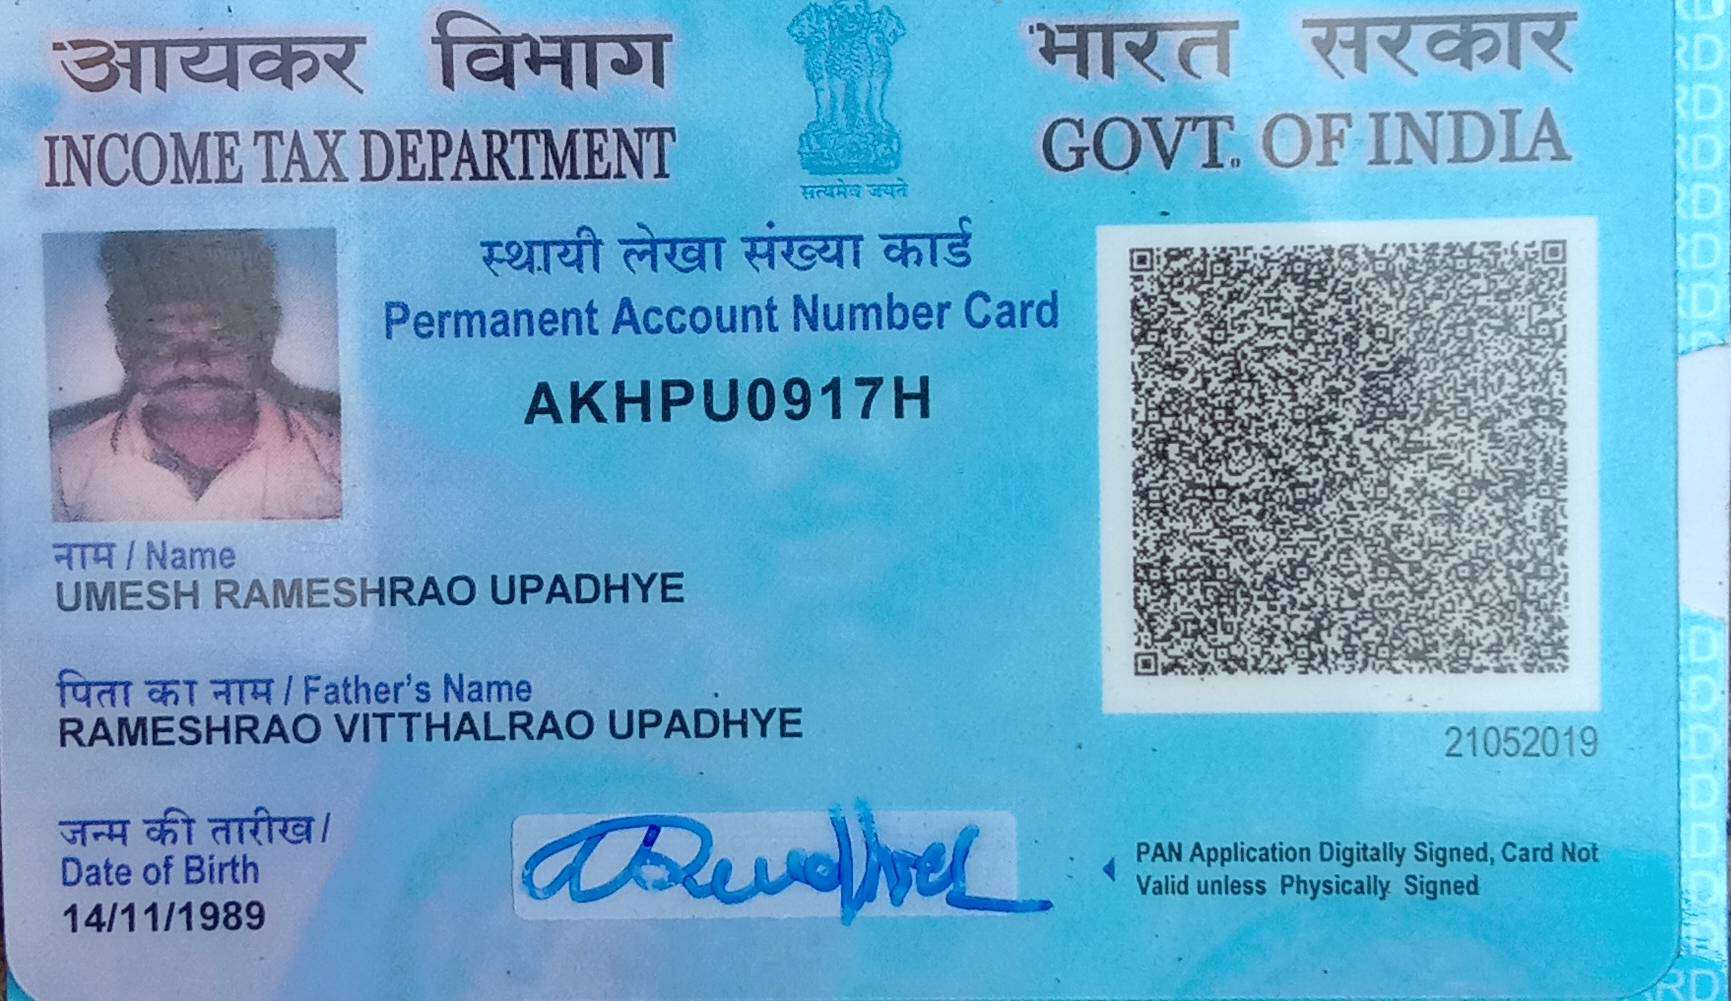 आयकर विभाग
INCOME TAX DEPARTMENT
सत्यमेव जयते
भारत सरकार
GOVT. OF INDIA
स्थायी लेखा संख्या कार्ड
Permanent Account Number Card
AKHPU0917H
नाम / Name
UMESH RAMESHRAO UPADHYE
पिता का नाम / Father's Name
RAMESHRAO VITTHALRAO UPADHYE
21052019
जन्म की तारीख /
Date of Birth
14/11/1989
PAN Application Digitally Signed, Card Not
Valid unless Physically Signed